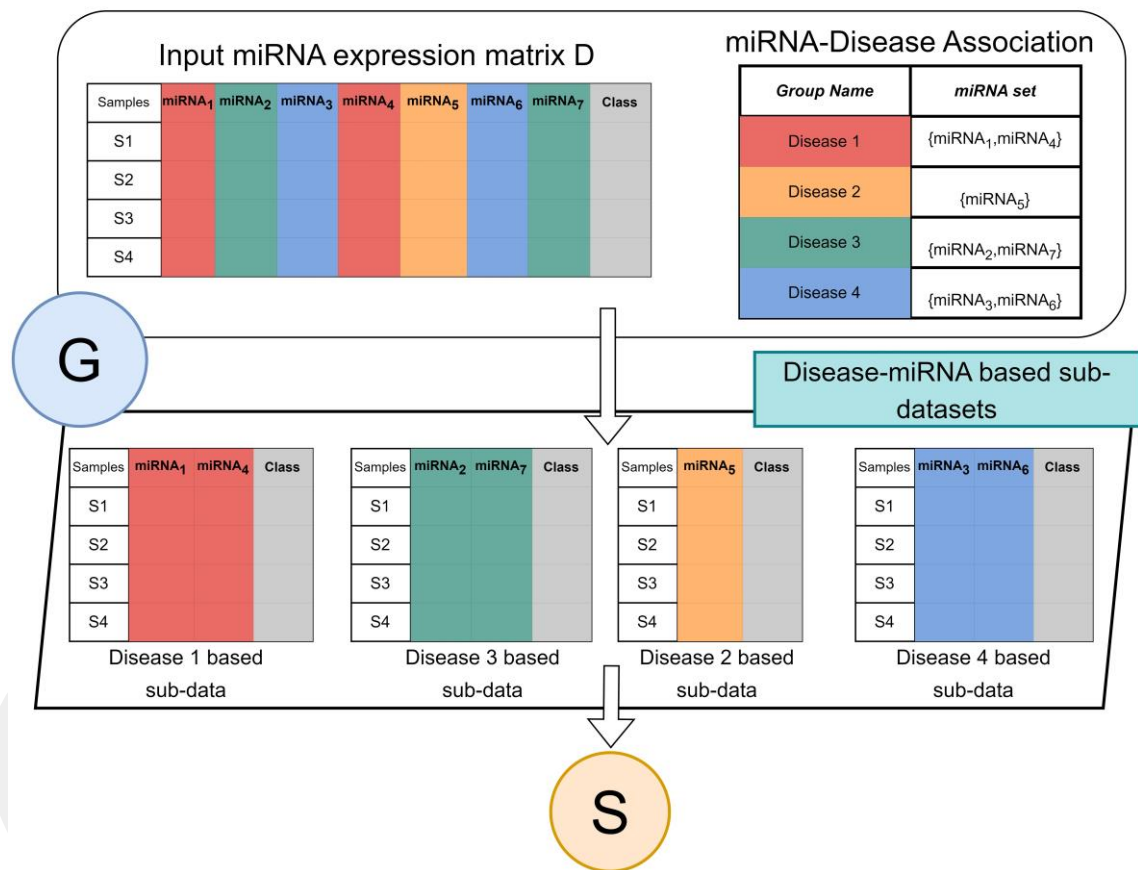 Input miRNA expression matrix D
Samples miRNA₁ miRNA₂ miRNA₃ miRNA₄ miRNA₅ miRNA₆ miRNA₇ Class
S1
S2
S3
S4
miRNA-Disease Association
Group Name miRNA set
Disease 1 {miRNA₁,miRNA₄}
Disease 2 {miRNA₅}
Disease 3 {miRNA₂,miRNA₇}
Disease 4 {miRNA₃,miRNA₆}
G
Disease-miRNA based sub-
datasets
Samples miRNA₁ miRNA₄ Class
S1
S2
S3
S4
Disease 1 based
sub-data
Samples miRNA₂ miRNA₇ Class
S1
S2
S3
S4
Disease 3 based
sub-data
Samples miRNA₅ Class
S1
S2
S3
S4
Disease 2 based
sub-data
Samples miRNA₃ miRNA₆ Class
S1
S2
S3
S4
Disease 4 based
sub-data
S